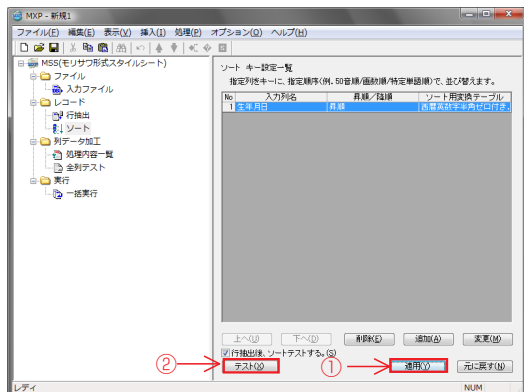 MXP - 新規1
ファイル(F) 編集(E) 表示(V) 挿入(I) 処理(P) オプション(O) ヘルプ(H)
MSS(モリサワ形式スタイルシート)
ファイル
入力ファイル
レコード
行抽出
ソート
列データ加工
処理内容一覧
全列テスト
実行
一括実行
ソート キー設定一覧
指定列をキーに、指定順序(例. 50音順/画数順/特定単語順)で、並び替えます。
No 入力列名 昇順/降順 ソート用変換テーブル
1 生年月日 昇順 西暦英数字半角ゼロ付き.
上へ(U) 下へ(D) 削除(E) 追加(A) 変更(M)
行抽出後、ソートテストする。(S)
② テスト(X) ① 適用(Y) 元に戻す(N)
レディ NUM